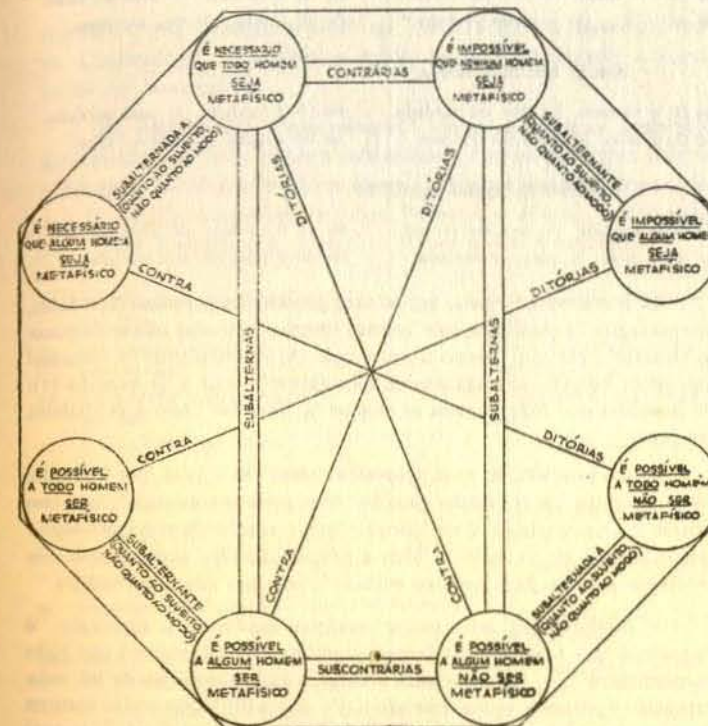 É NECESSÁRIO
QUE TODO HOMEM
SEJA
METAFÍSICO
CONTRÁRIAS
É IMPOSSÍVEL
QUE NENHUM HOMEM
SEJA
METAFÍSICO
SUBALTERNADA A
(QUANTO AO SUJEITO,
NÃO QUANTO AO MODO)
DITÓRIAS
DITÓRIAS
SUBALTERNANTE
(QUANTO AO SUJEITO,
NÃO QUANTO AO MODO)
É NECESSÁRIO
QUE ALGUM HOMEM
SEJA
METAFÍSICO
É IMPOSSÍVEL
QUE ALGUM HOMEM
SEJA
METAFÍSICO
CONTRA
DITÓRIAS
SUBALTERNAS
SUBALTERNAS
CONTRA
DITÓRIAS
É POSSÍVEL
A TODO HOMEM
SER
METAFÍSICO
É POSSÍVEL
A TODO HOMEM
NÃO SER
METAFÍSICO
SUBALTERNANTE
(QUANTO AO SUJEITO,
NÃO QUANTO AO MODO)
CONTRA
CONTRA
SUBALTERNADA A
(QUANTO AO SUJEITO,
NÃO QUANTO AO MODO)
É POSSÍVEL
A ALGUM HOMEM
SER
METAFÍSICO
SUBCONTRÁRIAS
É POSSÍVEL
A ALGUM HOMEM
NÃO SER
METAFÍSICO